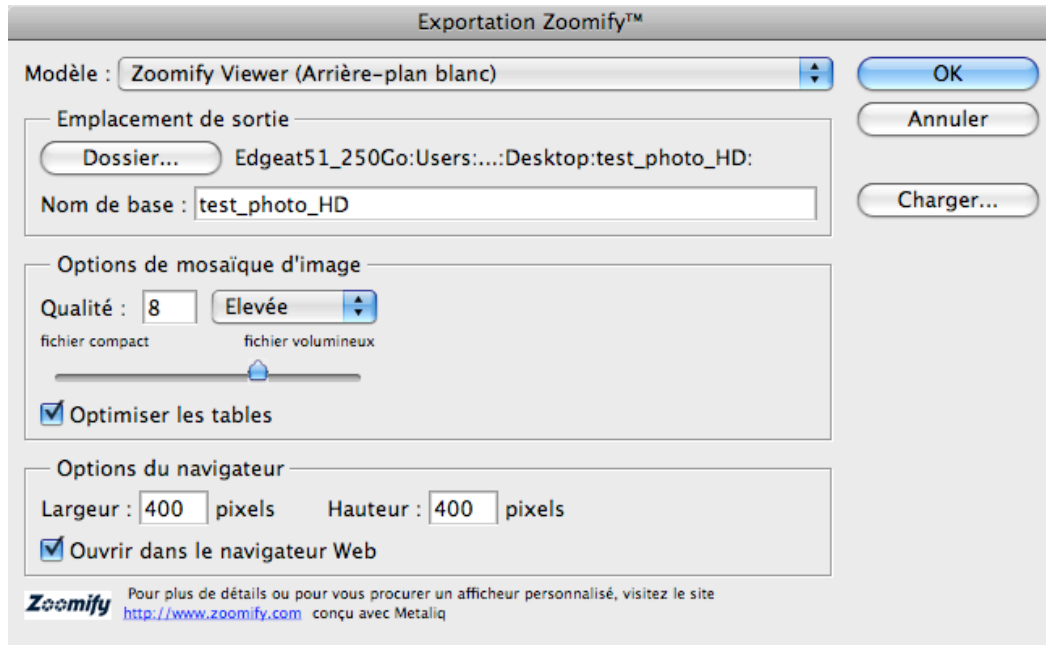 Exportation Zoomify™
Modèle : Zoomify Viewer (Arrière-plan blanc)
OK
Emplacement de sortie
Annuler
Dossier... Edgeat51_250Go:Users:...:Desktop:test_photo_HD:
Nom de base : test_photo_HD
Charger...
Options de mosaïque d'image
Qualité : 8 Elevée
fichier compact fichier volumineux
Optimiser les tables
Options du navigateur
Largeur : 400 pixels Hauteur : 400 pixels
Ouvrir dans le navigateur Web
Zoomify Pour plus de détails ou pour vous procurer un afficheur personnalisé, visitez le site
http://www.zoomify.com conçu avec Metaliq